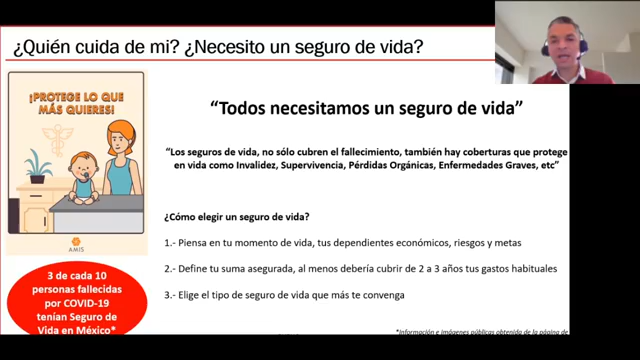 ¿Quién cuida de mi? ¿Necesito un seguro de vida?
¡PROTEGE LO QUE
MÁS QUIERES!
AMIS
3 de cada 10
personas fallecidas
por COVID-19
tenían Seguro de
Vida en México*
“Todos necesitamos un seguro de vida”
“Los seguros de vida, no sólo cubren el fallecimiento, también hay coberturas que protege
en vida como Invalidez, Supervivencia, Pérdidas Orgánicas, Enfermedades Graves, etc”
¿Cómo elegir un seguro de vida?
1.- Piensa en tu momento de vida, tus dependientes económicos, riesgos y metas
2.- Define tu suma asegurada, al menos debería cubrir de 2 a 3 años tus gastos habituales
3.- Elige el tipo de seguro de vida que más te convenga
*Información e imágenes públicas obtenida de la página de